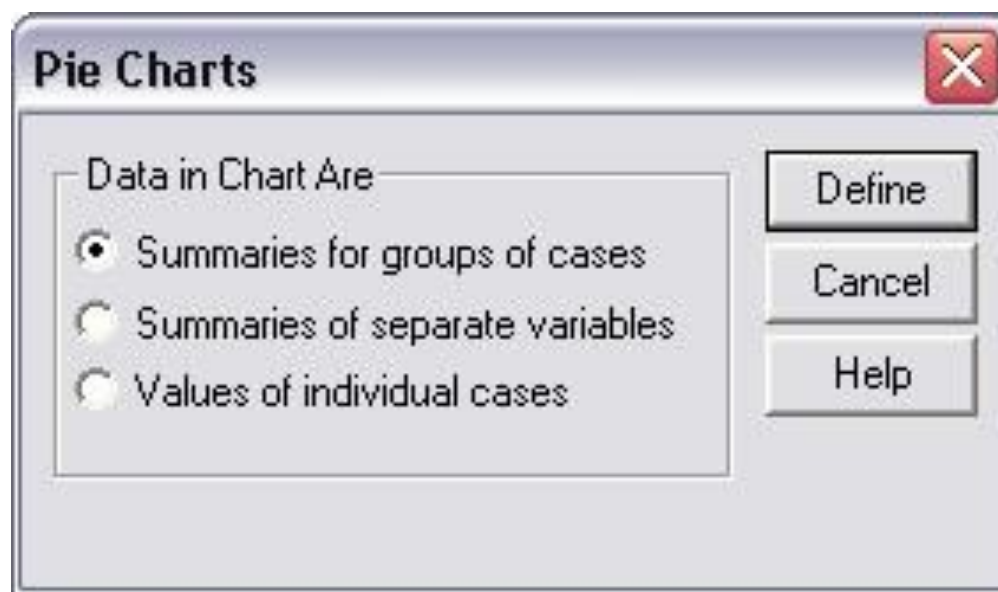 Pie Charts
Data in Chart Are
Summaries for groups of cases
Summaries of separate variables
Values of individual cases
Define
Cancel
Help